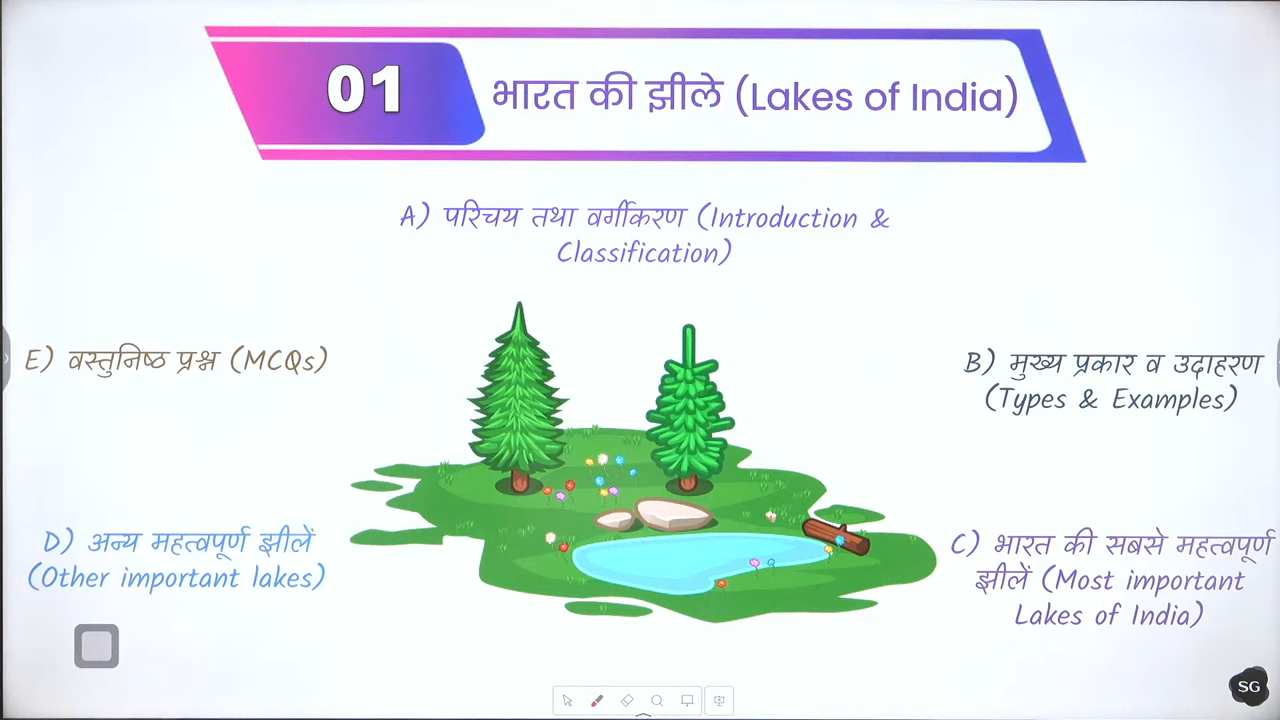 01
भारत की झीले (Lakes of India)
A) परिचय तथा वर्गीकरण (Introduction &
Classification)
E) वस्तुनिष्ठ प्रश्न (MCQs)
B) मुख्य प्रकार व उदाहरण
(Types & Examples)
D) अन्य महत्वपूर्ण झीलें
(Other important lakes)
C) भारत की सबसे महत्वपूर्ण
झीलें (Most important
Lakes of India)
SG